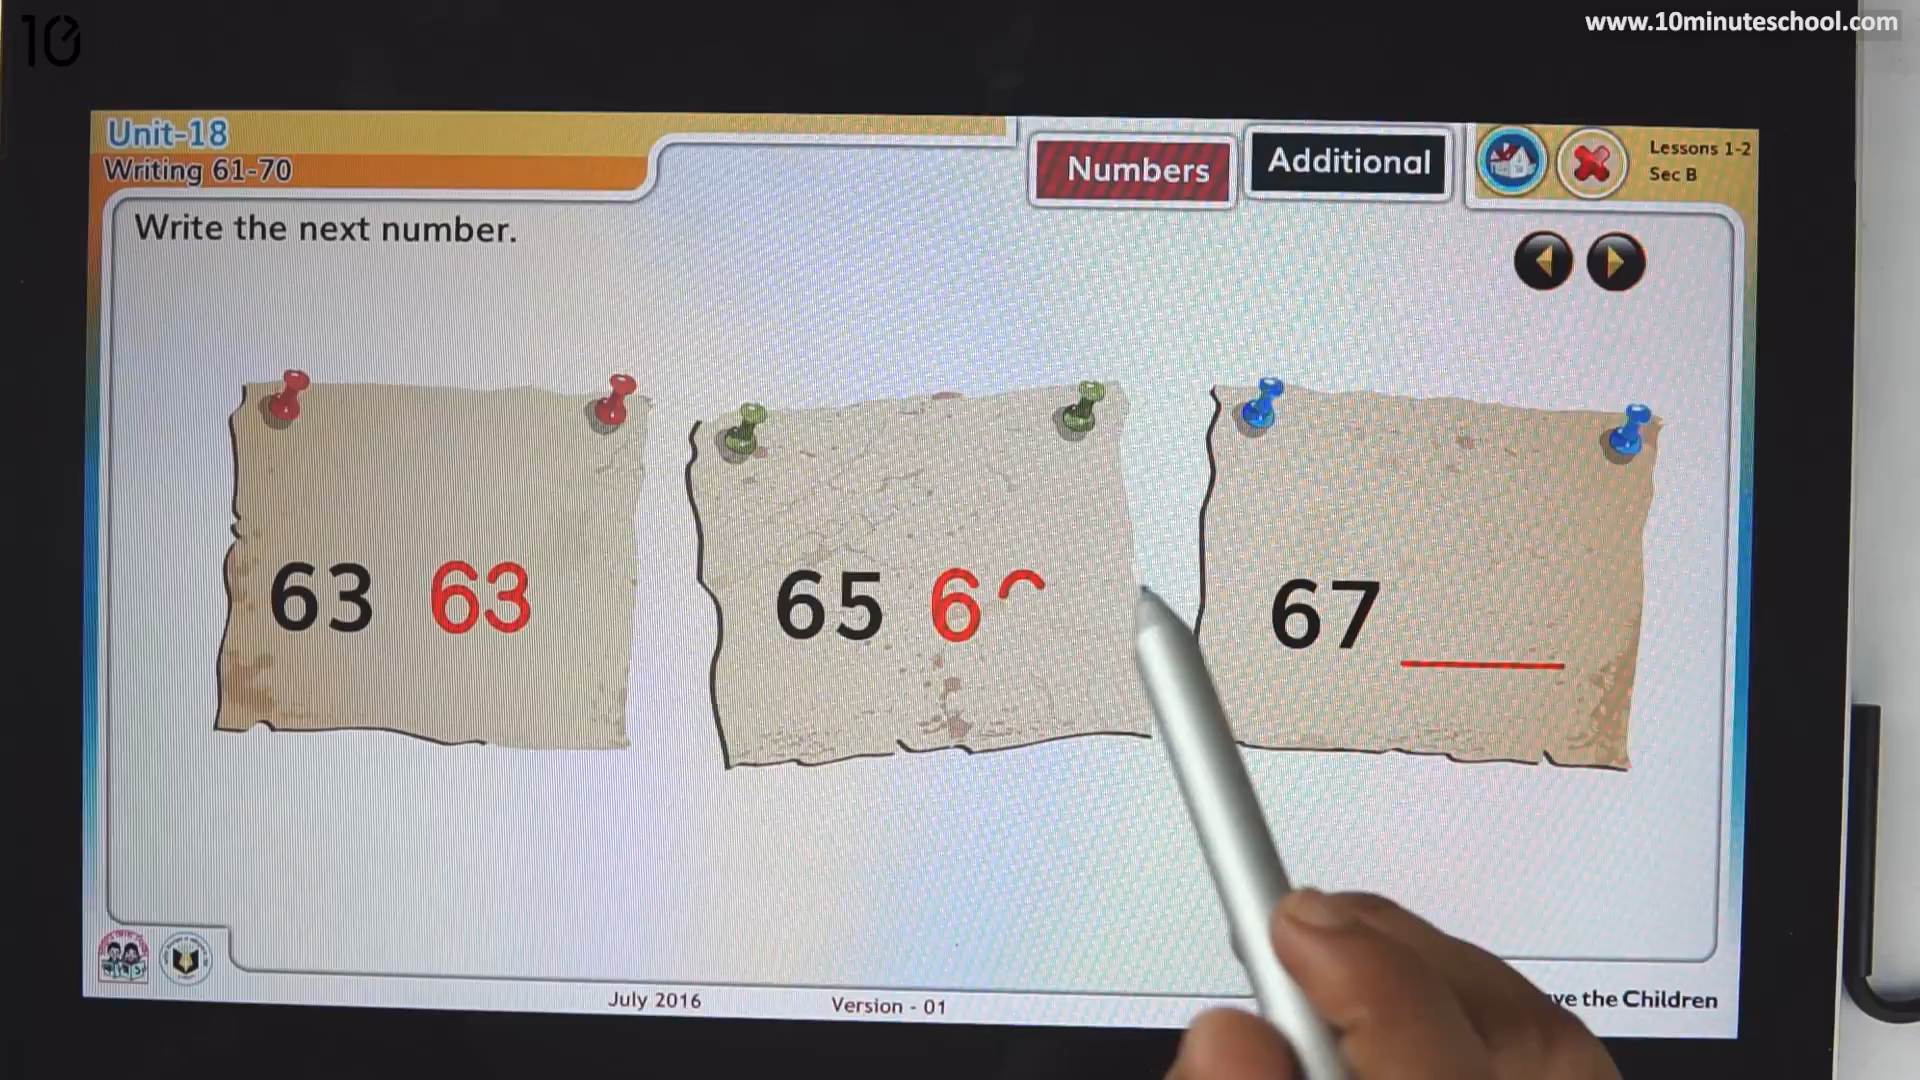 10
www.10minuteschool.com
Unit-18
Writing 61-70
Numbers
Additional
Lessons 1-2
Sec B
Write the next number.
63 63
65 6
67
July 2016
Version - 01
ve the Children